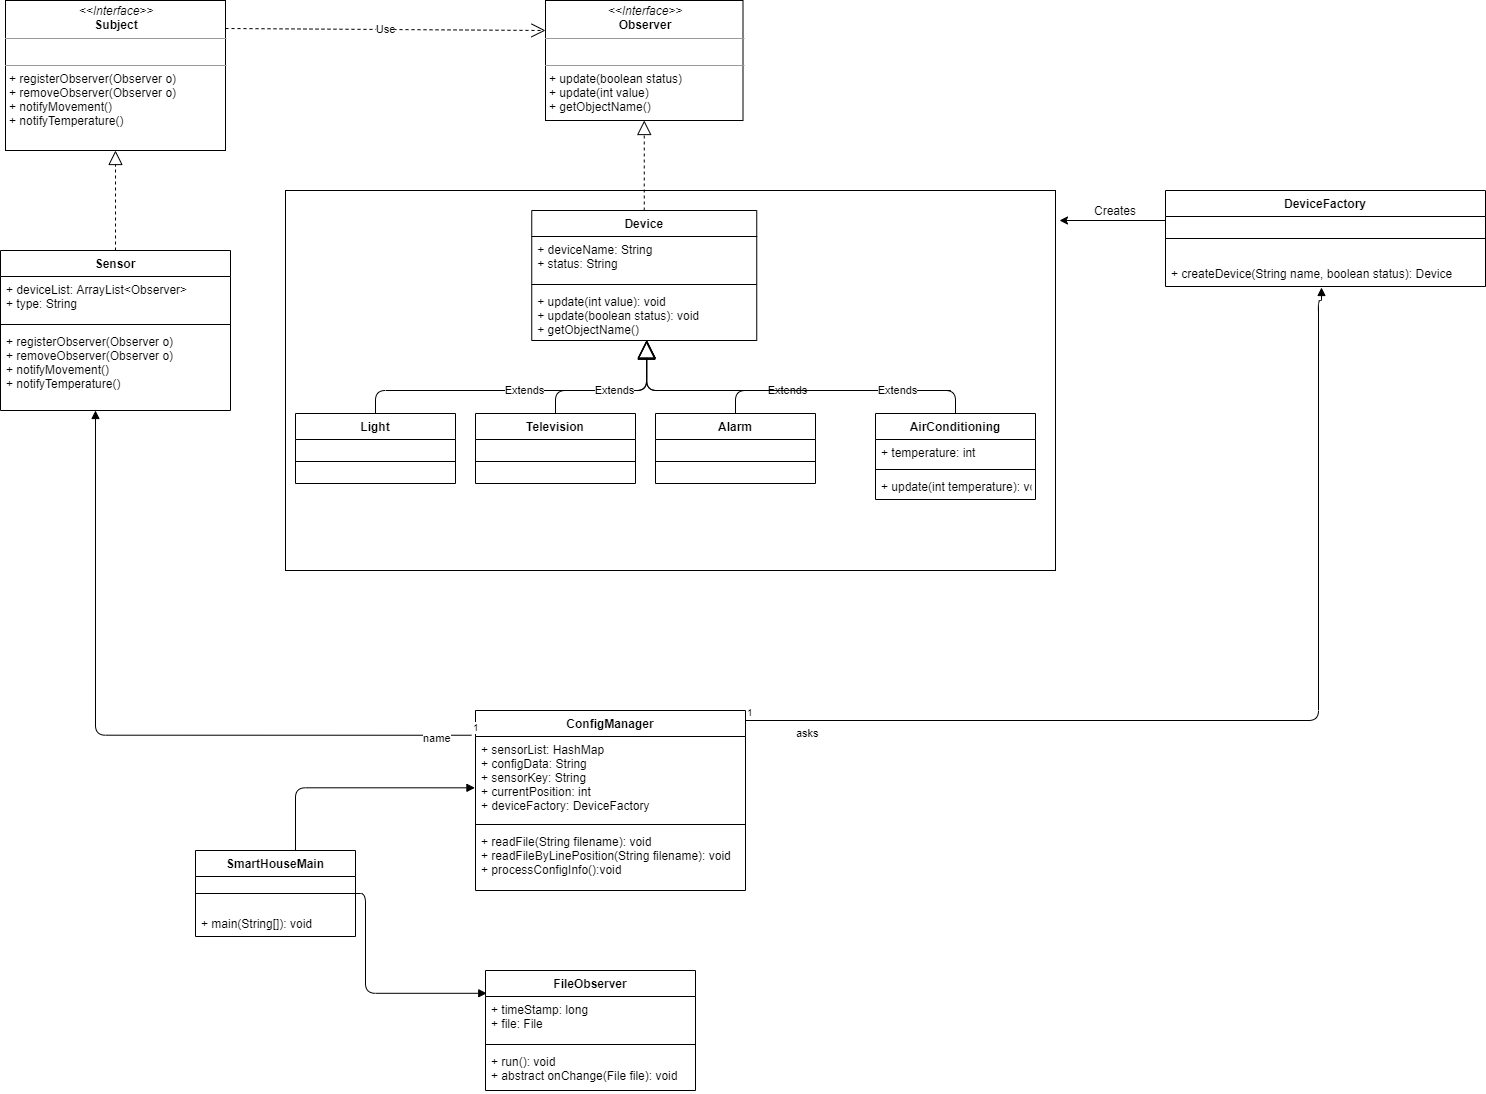 <<Interface>>
Subject
+ registerObserver(Observer o)
+ removeObserver(Observer o)
+ notifyMovement()
+ notifyTemperature()
Use
<<Interface>>
Observer
+ update(boolean status)
+ update(int value)
+ getObjectName()
Sensor
+ deviceList: ArrayList<Observer>
+ type: String
+ registerObserver(Observer o)
+ removeObserver(Observer o)
+ notifyMovement()
+ notifyTemperature()
Device
+ deviceName: String
+ status: String
+ update(int value): void
+ update(boolean status): void
+ getObjectName()
Creates
DeviceFactory
+ createDevice(String name, boolean status): Device
Extends
Extends
Extends
Extends
Light
Television
Alarm
AirConditioning
+ temperature: int
+ update(int temperature): v
name
1
ConfigManager
+ sensorList: HashMap
+ configData: String
+ sensorKey: String
+ currentPosition: int
+ deviceFactory: DeviceFactory
+ readFile(String filename): void
+ readFileByLinePosition(String filename): void
+ processConfigInfo():void
1
asks
SmartHouseMain
+ main(String[]): void
FileObserver
+ timeStamp: long
+ file: File
+ run(): void
+ abstract onChange(File file): void